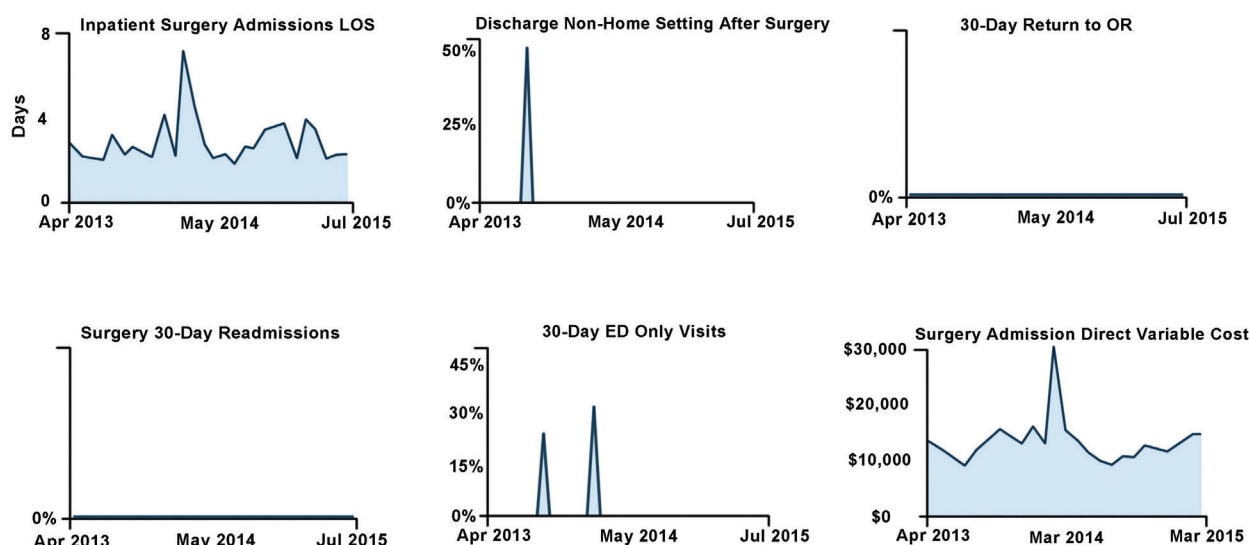 Inpatient Surgery Admissions LOS
8
4
0
Days
Apr 2013 May 2014 Jul 2015
Discharge Non-Home Setting After Surgery
50%
25%
0%
Apr 2013 May 2014 Jul 2015
30-Day Return to OR
0%
Apr 2013 May 2014 Jul 2015
Surgery 30-Day Readmissions
0%
Apr 2013 May 2014 Jul 2015
30-Day ED Only Visits
45%
30%
15%
0%
Apr 2013 May 2014 Jul 2015
Surgery Admission Direct Variable Cost
$30,000
$20,000
$10,000
$0
Apr 2013 Mar 2014 Mar 2015